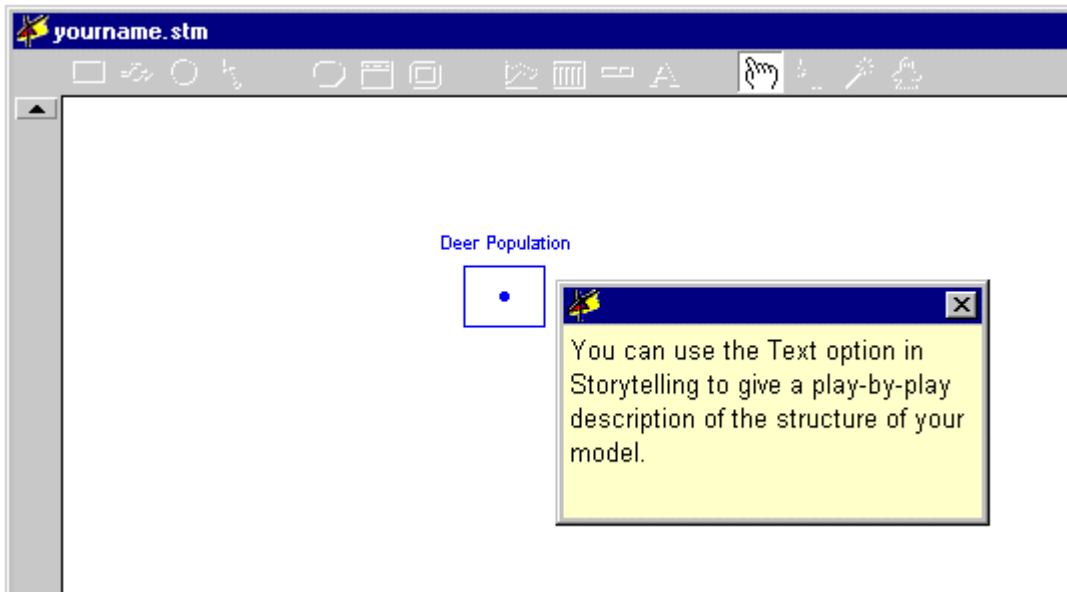 yourname.stm
A
Deer Population
You can use the Text option in
Storytelling to give a play-by-play
description of the structure of your
model.